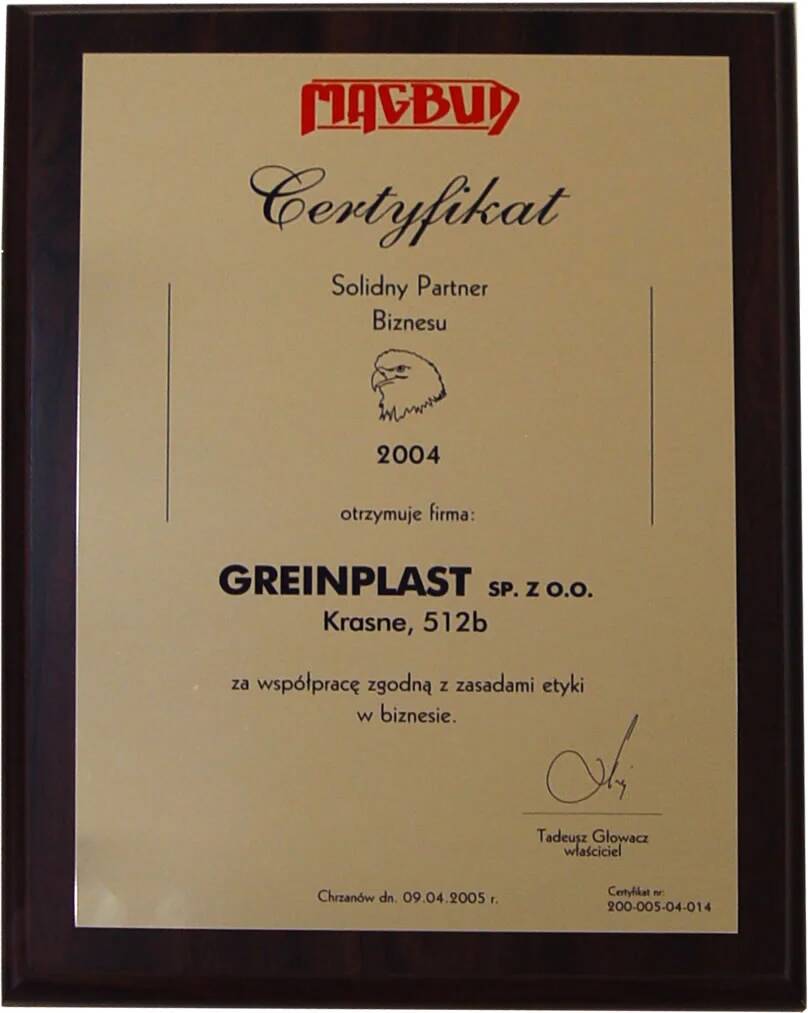 MAGBUD
Certyfikat
Solidny Partner
Biznesu
2004
otrzymuje firma:
GREINPLAST SP. Z O.O.
Krasne, 512b
za współpracę zgodną z zasadami etyki
w biznesie.
Tadeusz Głowacz
właściciel
Chrzanów dn. 09.04.2005 r.
Certyfikat nr:
200-005-04-014